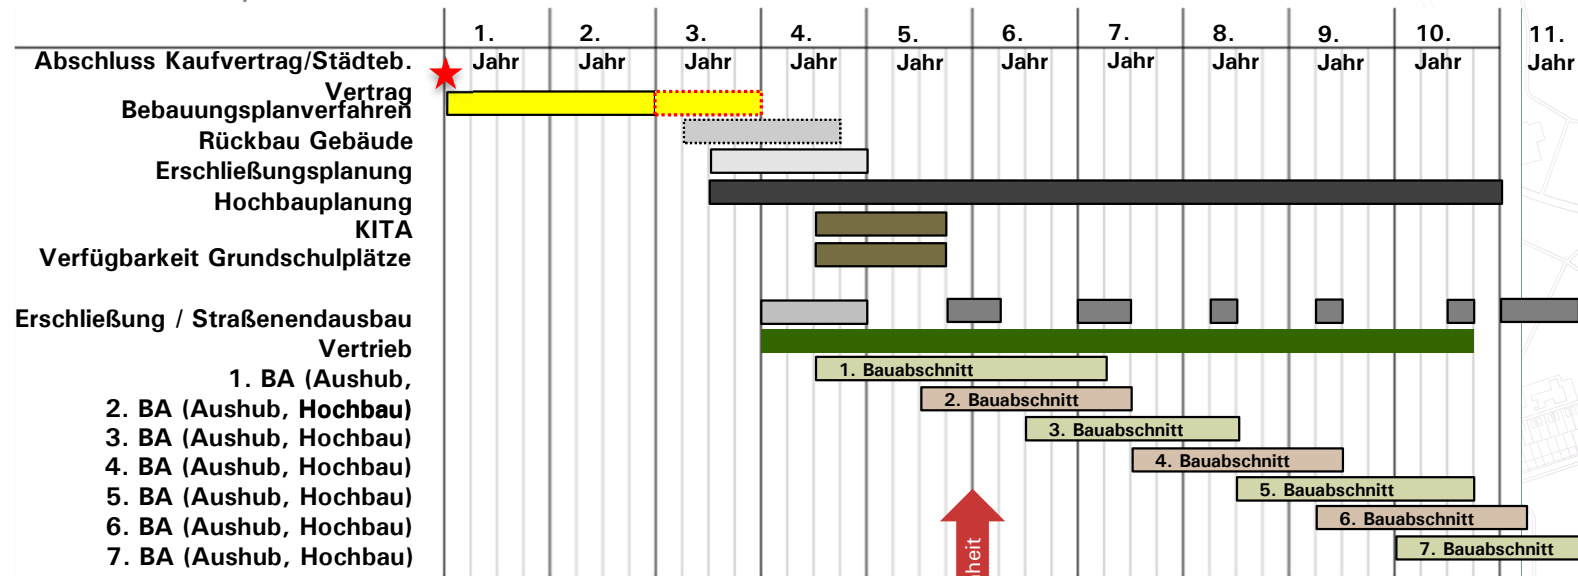 1. 2. 3. 4. 5. 6. 7. 8. 9. 10. 11.
Abschluss Kaufvertrag/Städteb. Jahr Jahr Jahr Jahr Jahr Jahr Jahr Jahr Jahr Jahr Jahr
Vertrag
Bebauungsplanverfahren
Rückbau Gebäude
Erschließungsplanung
Hochbauplanung
KITA
Verfügbarkeit Grundschulplätze
Erschließung / Straßenendausbau
Vertrieb
1. BA (Aushub, 1. Bauabschnitt
2. BA (Aushub, Hochbau) 2. Bauabschnitt
3. BA (Aushub, Hochbau) 3. Bauabschnitt
4. BA (Aushub, Hochbau) 4. Bauabschnitt
5. BA (Aushub, Hochbau) 5. Bauabschnitt
6. BA (Aushub, Hochbau) 6. Bauabschnitt
7. BA (Aushub, Hochbau) 7. Bauabschnitt